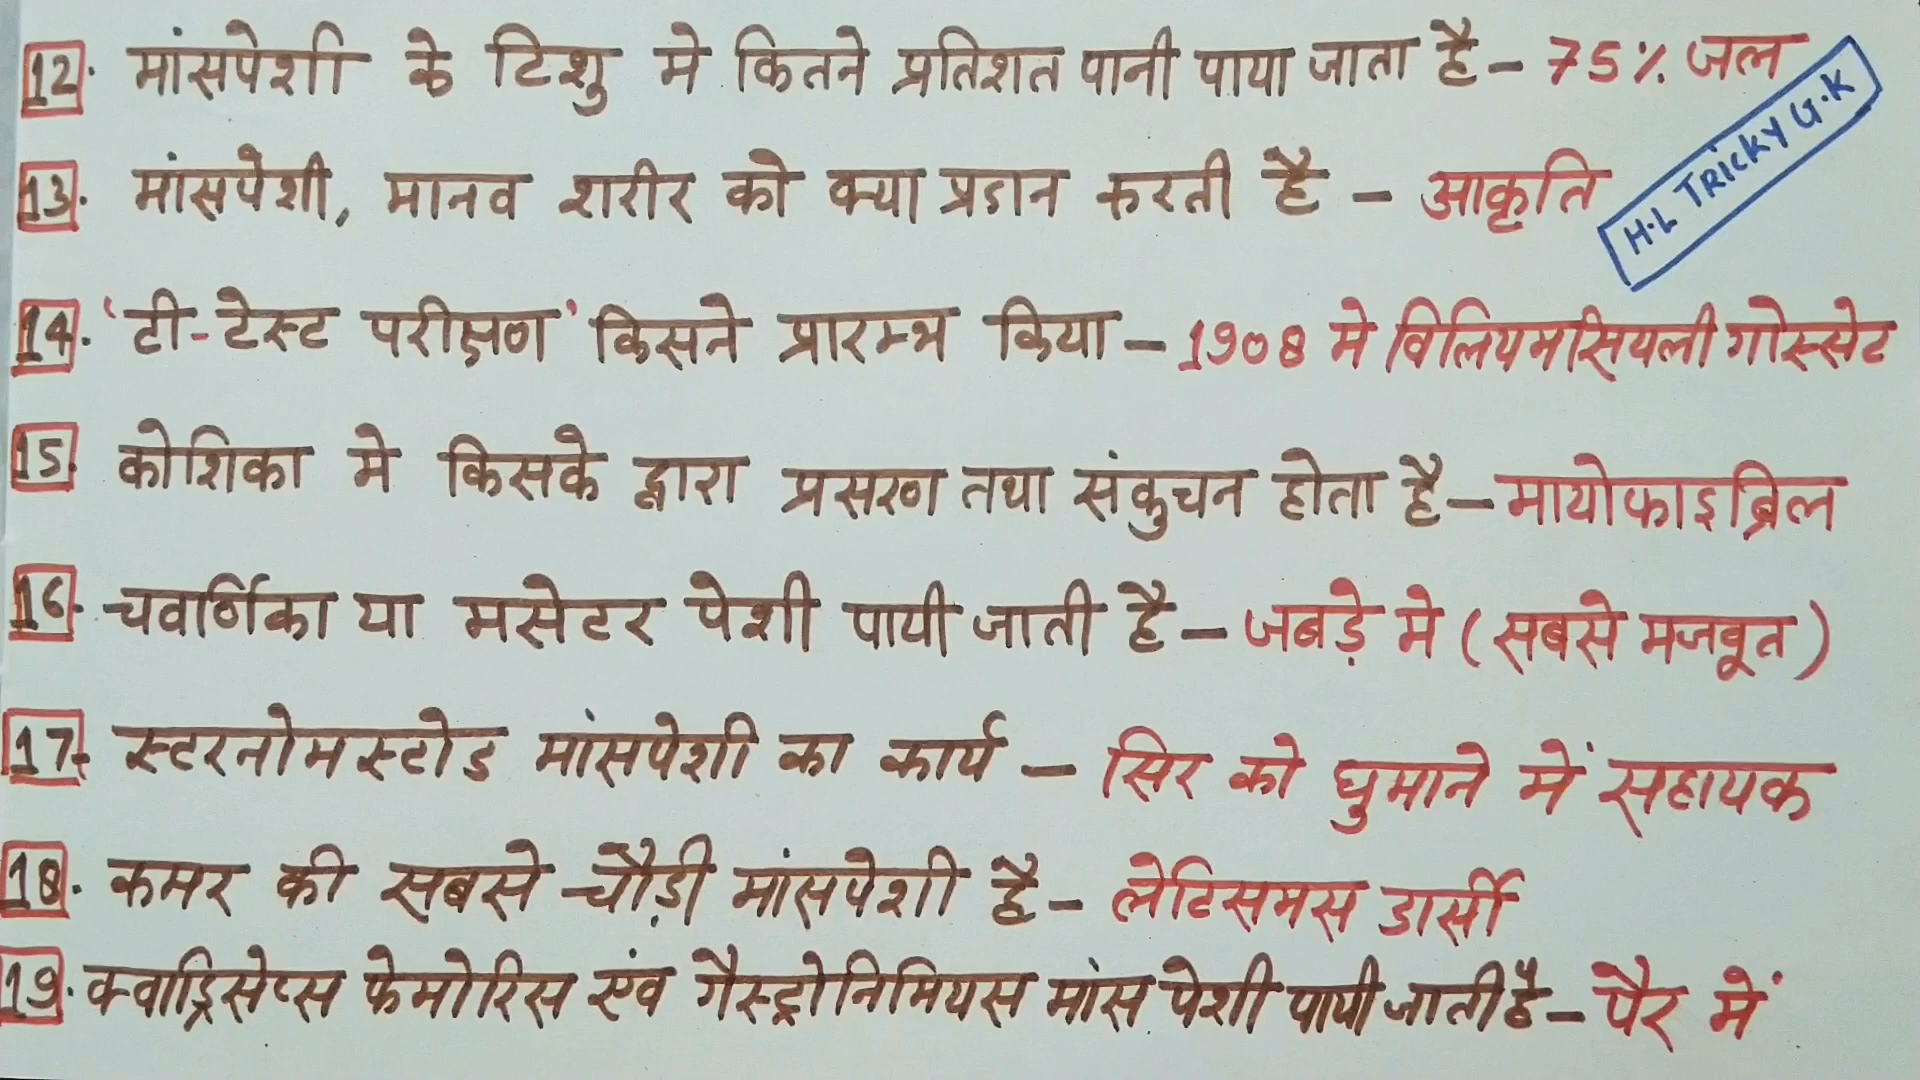 12. मांसपेशी के टिशु मे कितने प्रतिशत पानी पाया जाता है - 75% जल
13. मांसपेशी, मानव शरीर को क्या प्रदान करती है - आकृति
H.L TRICKY G.K
14. 'टी-टेस्ट परीक्षण' किसने प्रारम्भ किया - 1908 मे विलियमसियली गोस्सेट
15. कोशिका मे किसके द्वारा प्रसरण तथा संकुचन होता है - मायोफाइब्रिल
16. चवर्णिका या मसेटर पेशी पायी जाती है - जबड़े मे (सबसे मजबूत)
17. स्टरनोमस्टोड मांसपेशी का कार्य - सिर को घुमाने में सहायक
18. कमर की सबसे चौड़ी मांसपेशी है - लेटिसमस डार्सी
19. क्वाड्रिसेप्स फेमोरिस एंव गैस्ट्रोनिमियस मांस पेशी पायी जाती है - पैर में